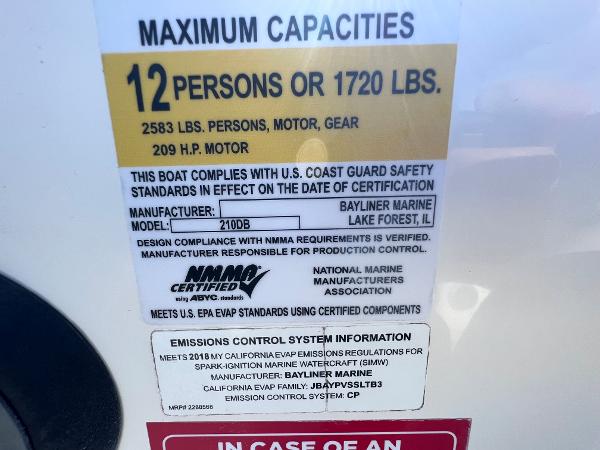 MAXIMUM CAPACITIES
12 PERSONS OR 1720 LBS.
2583 LBS. PERSONS, MOTOR, GEAR
209 H.P. MOTOR
THIS BOAT COMPLIES WITH U.S. COAST GUARD SAFETY
STANDARDS IN EFFECT ON THE DATE OF CERTIFICATION
MANUFACTURER: BAYLINER MARINE
LAKE FOREST, IL
MODEL: 210DB
DESIGN COMPLIANCE WITH NMMA REQUIREMENTS IS VERIFIED.
MANUFACTURER RESPONSIBLE FOR PRODUCTION CONTROL.
NMMA
CERTIFIED
using ABYC. standards
NATIONAL MARINE
MANUFACTURERS
ASSOCIATION
MEETS U.S. EPA EVAP STANDARDS USING CERTIFIED COMPONENTS
EMISSIONS CONTROL SYSTEM INFORMATION
MEETS 2018 MY CALIFORNIA EVAP EMISSIONS REGULATIONS FOR
SPARK-IGNITION MARINE WATERCRAFT (SIMW)
MANUFACTURER: BAYLINER MARINE
CALIFORNIA EVAP FAMILY: JBAYPVSSLTB3
EMISSION CONTROL SYSTEM: CP
MRP# 2260566
IN CASE OF AN